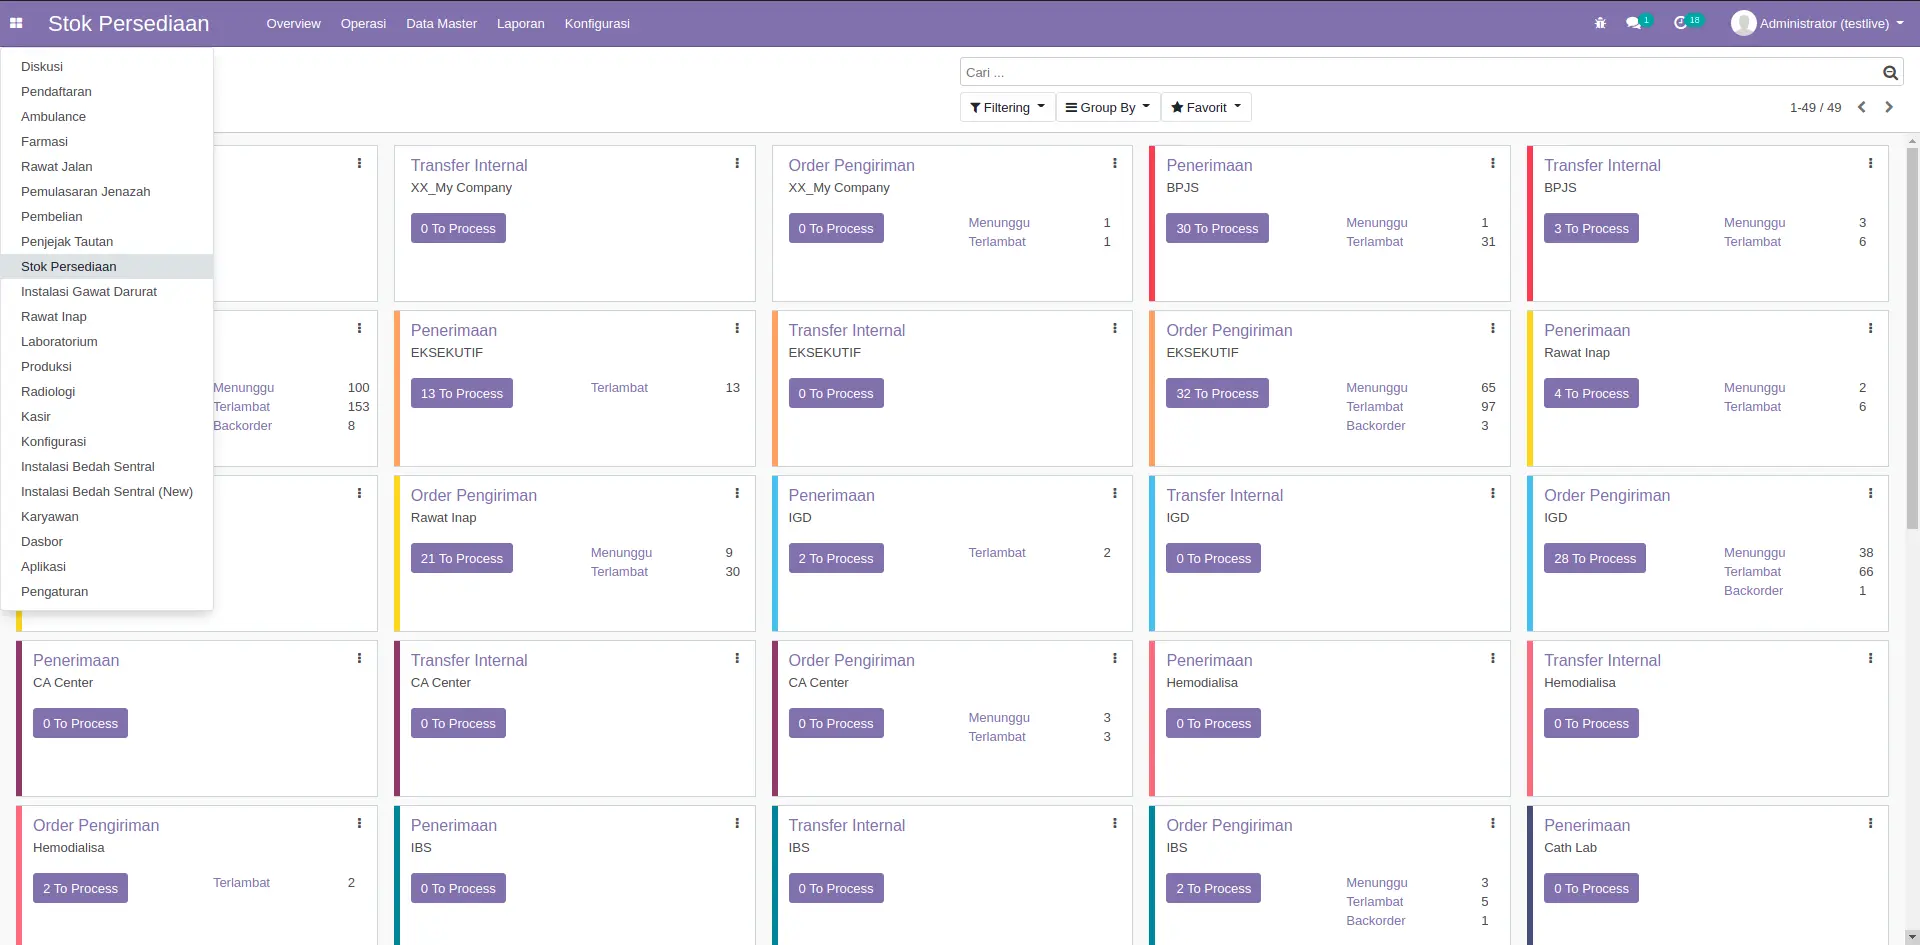 Stok Persediaan Overview Operasi Data Master Laporan Konfigurasi 1 18 Administrator (testlive)
Cari ...
Filtering Group By Favorit 1-49 / 49
Diskusi
Pendaftaran
Ambulance
Farmasi
Rawat Jalan
Pemulasaran Jenazah
Pembelian
Penjejak Tautan
Stok Persediaan
Instalasi Gawat Darurat
Rawat Inap
Laboratorium
Produksi
Radiologi
Kasir
Konfigurasi
Instalasi Bedah Sentral
Instalasi Bedah Sentral (New)
Karyawan
Dasbor
Aplikasi
Pengaturan
Transfer Internal
XX_My Company
0 To Process
Order Pengiriman
XX_My Company
0 To Process
Menunggu 1
Terlambat 1
Penerimaan
BPJS
30 To Process
Menunggu 1
Terlambat 31
Transfer Internal
BPJS
3 To Process
Menunggu 3
Terlambat 6
Menunggu 100
Terlambat 153
Backorder 8
Penerimaan
EKSEKUTIF
13 To Process
Terlambat 13
Transfer Internal
EKSEKUTIF
0 To Process
Order Pengiriman
EKSEKUTIF
32 To Process
Menunggu 65
Terlambat 97
Backorder 3
Penerimaan
Rawat Inap
4 To Process
Menunggu 2
Terlambat 6
Order Pengiriman
Rawat Inap
21 To Process
Menunggu 9
Terlambat 30
Penerimaan
IGD
2 To Process
Terlambat 2
Transfer Internal
IGD
0 To Process
Order Pengiriman
IGD
28 To Process
Menunggu 38
Terlambat 66
Backorder 1
Penerimaan
CA Center
0 To Process
Transfer Internal
CA Center
0 To Process
Order Pengiriman
CA Center
0 To Process
Menunggu 3
Terlambat 3
Penerimaan
Hemodialisa
0 To Process
Transfer Internal
Hemodialisa
0 To Process
Order Pengiriman
Hemodialisa
2 To Process
Terlambat 2
Penerimaan
IBS
0 To Process
Transfer Internal
IBS
0 To Process
Order Pengiriman
IBS
2 To Process
Menunggu 3
Terlambat 5
Backorder 1
Penerimaan
Cath Lab
0 To Process